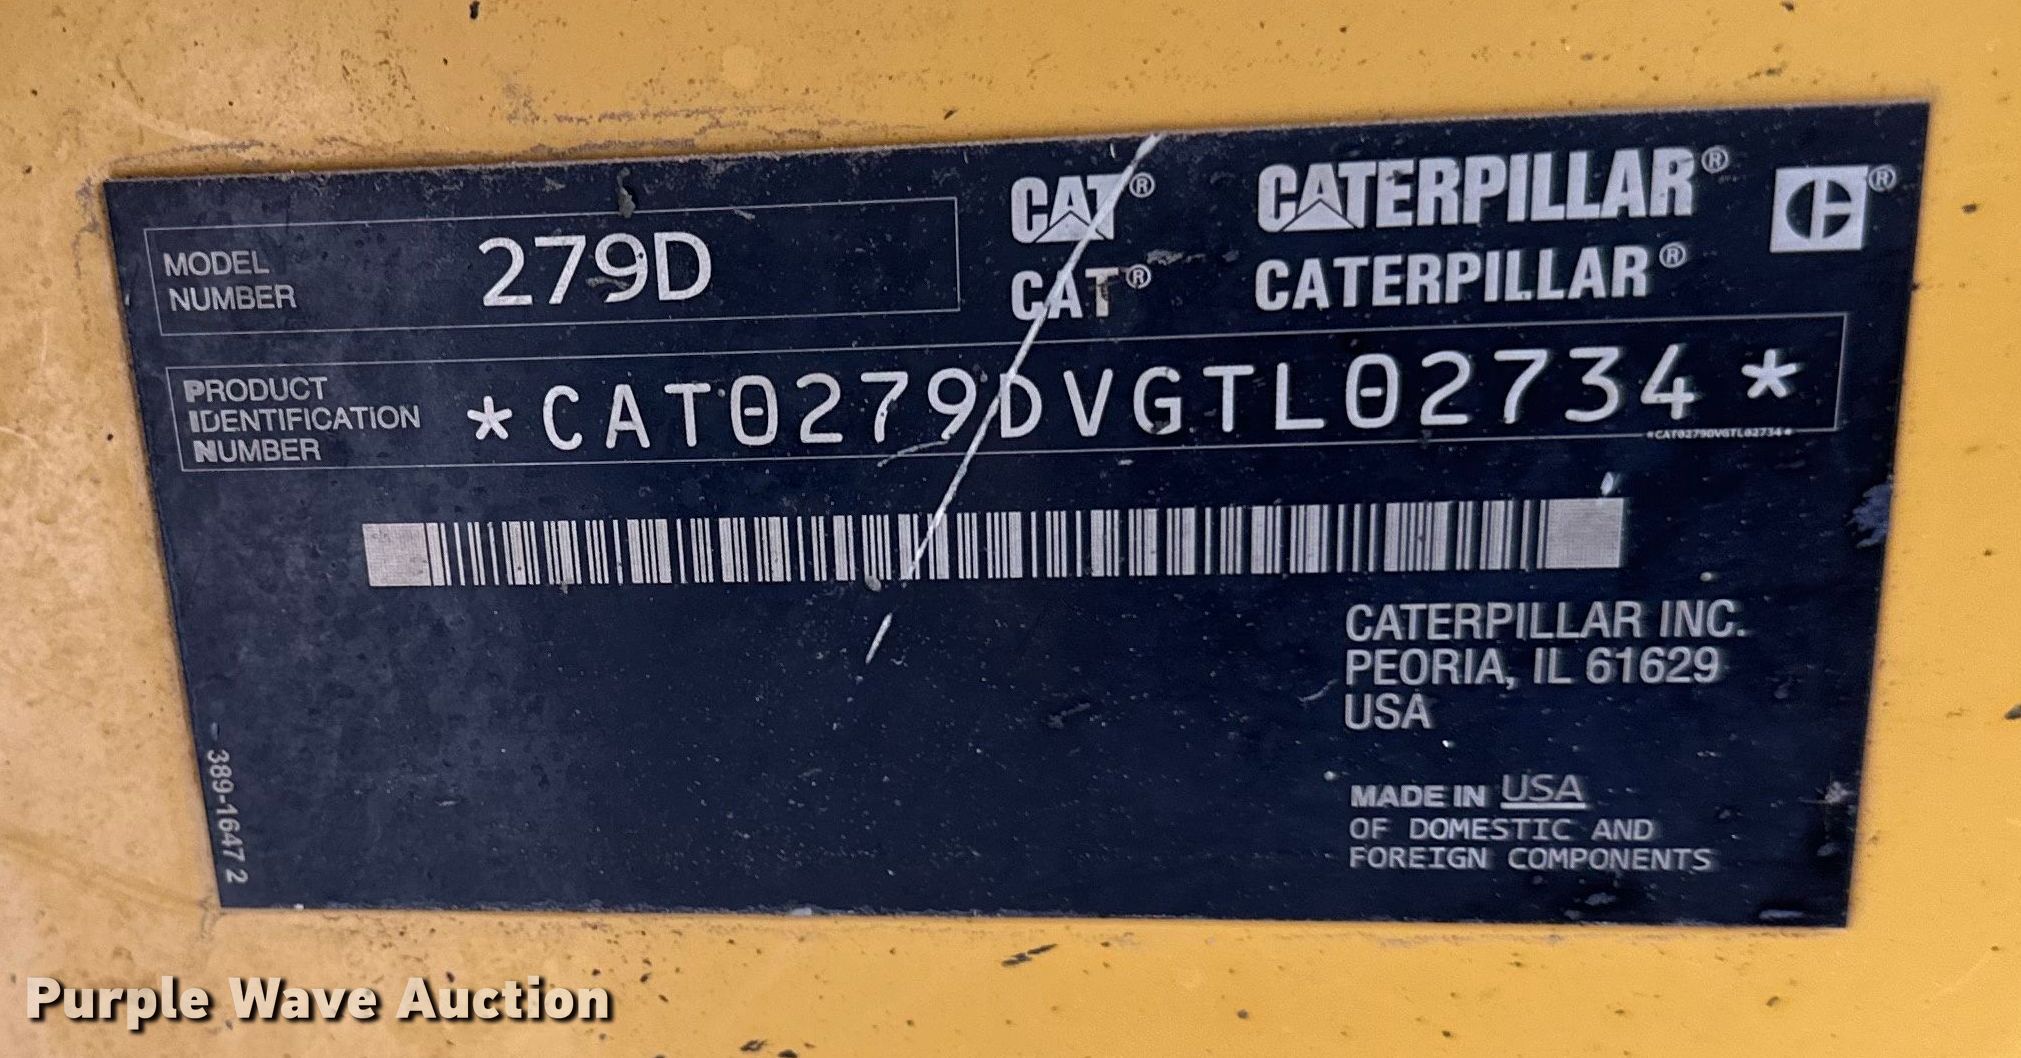 MODEL NUMBER 279D
CAT® CATERPILLAR® ®
CAT® CATERPILLAR®
PRODUCT IDENTIFICATION NUMBER *CAT0279DVGTL02734*
*CAT0279DVGTL02734*
CATERPILLAR INC.
PEORIA, IL 61629
USA
MADE IN USA
OF DOMESTIC AND
FOREIGN COMPONENTS
389-1647 2
Purple Wave Auction